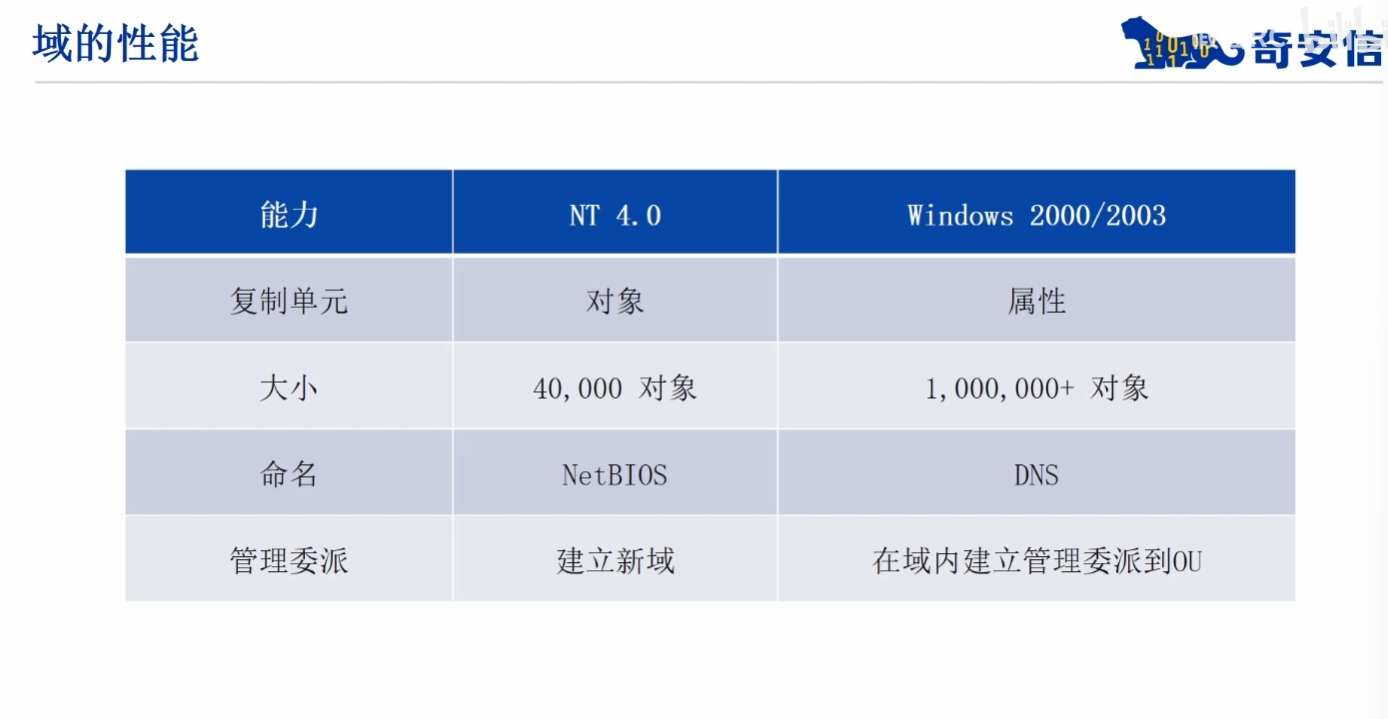 域的性能
奇安信
能力 NT 4.0 Windows 2000/2003
复制单元 对象 属性
大小 40,000 对象 1,000,000+ 对象
命名 NetBIOS DNS
管理委派 建立新域 在域内建立管理委派到OU